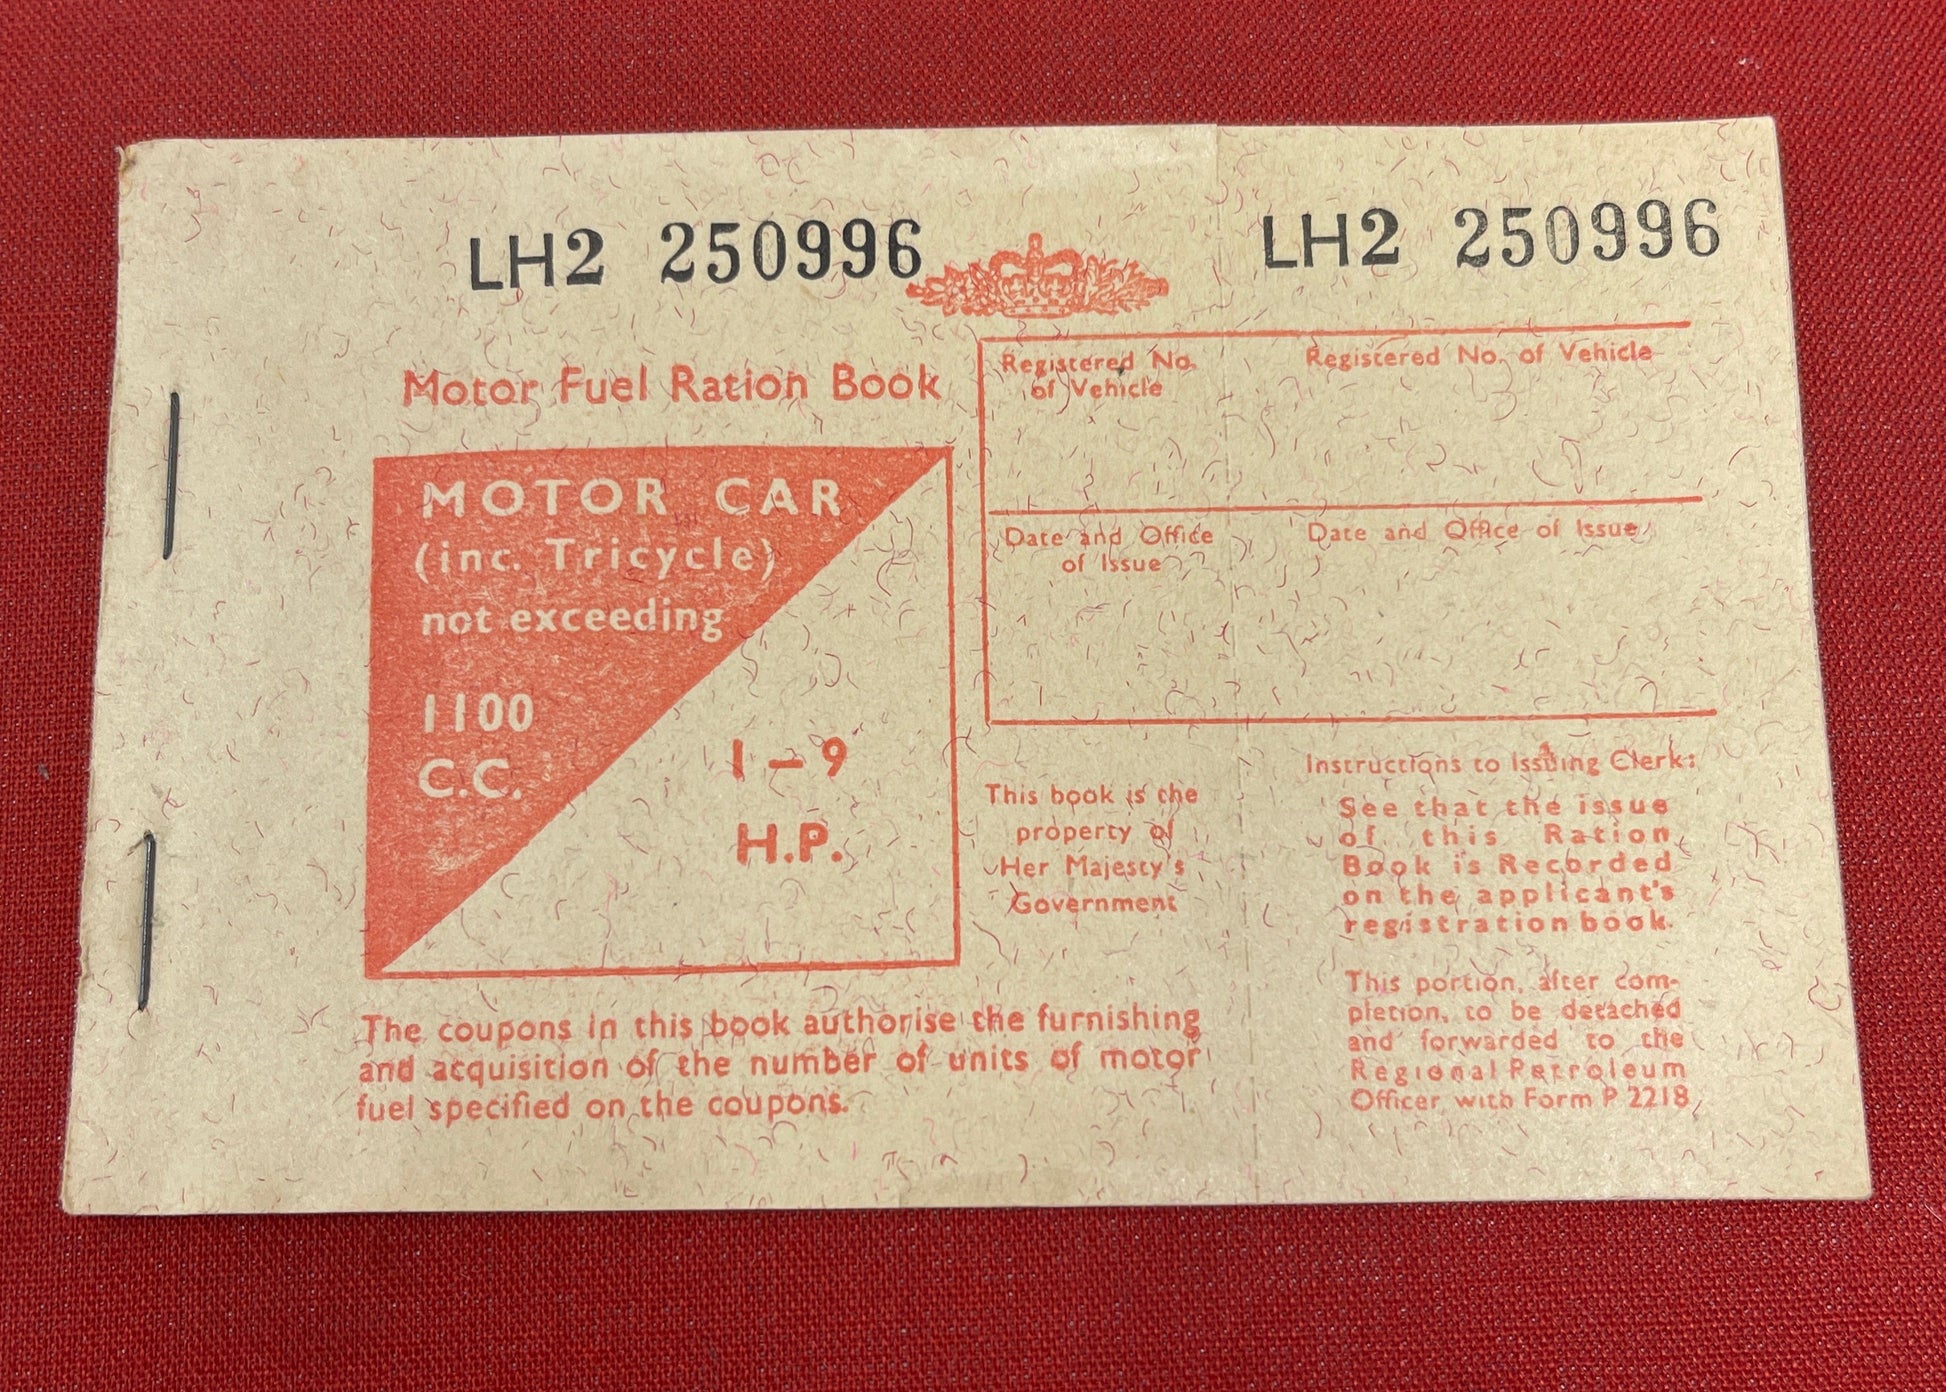 LH2 250996
LH2 250996
Motor Fuel Ration Book
MOTOR CAR
(inc. Tricycle)
not exceeding
1100
C.C.
1 – 9
H.P.
Registered No.
of Vehicle
Registered No. of Vehicle
Date and Office
of Issue
Date and Office of Issue
This book is the
property of
Her Majesty's
Government
Instructions to Issuing Clerk:
See that the issue
of this Ration
Book is Recorded
on the applicant's
registration book.
This portion, after com-
pletion, to be detached
and forwarded to the
Regional Petroleum
Officer with Form P 2218
The coupons in this book authorise the furnishing
and acquisition of the number of units of motor
fuel specified on the coupons.